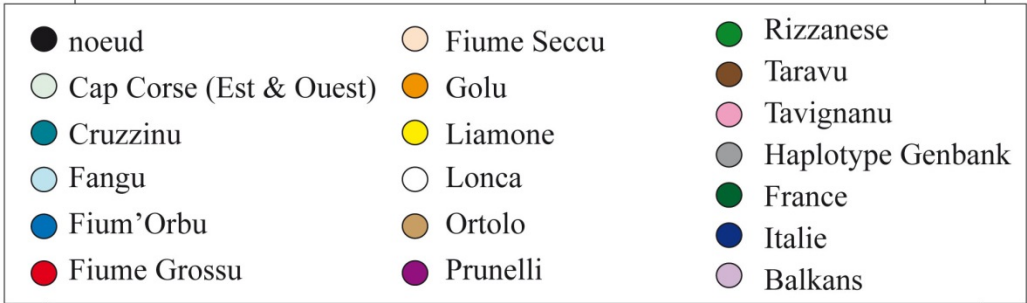 noeud
Cap Corse (Est & Ouest)
Cruzzinu
Fangu
Fium'Orbu
Fiume Grossu
Fiume Seccu
Golu
Liamone
Lonca
Ortolo
Prunelli
Rizzanese
Taravu
Tavignanu
Haplotype Genbank
France
Italie
Balkans